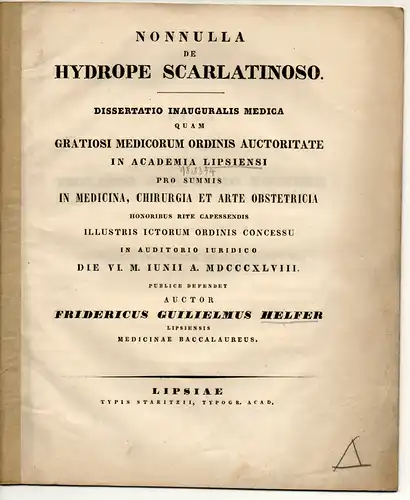 NONNULLA
DE
HYDROPE SCARLATINOSO.
DISSERTATIO INAUGURALIS MEDICA
QUAM
GRATIOSI MEDICORUM ORDINIS AUCTORITATE
IN ACADEMIA LIPSIENSI
PRO SUMMIS
IN MEDICINA, CHIRURGIA ET ARTE OBSTETRICIA
HONORIBUS RITE CAPESSENDIS
ILLUSTRIS ICTORUM ORDINIS CONCESSU
IN AUDITORIO IURIDICO
DIE VI. M. IUNII A. MDCCCXLVIII.
PUBLICE DEFENDET
AUCTOR
FRIDERICUS GUILIELMUS HELFER
LIPSIENSIS
MEDICINAE BACCALAUREUS.
LIPSIAE
TYPIS STARITZII, TYPOGR. ACAD.